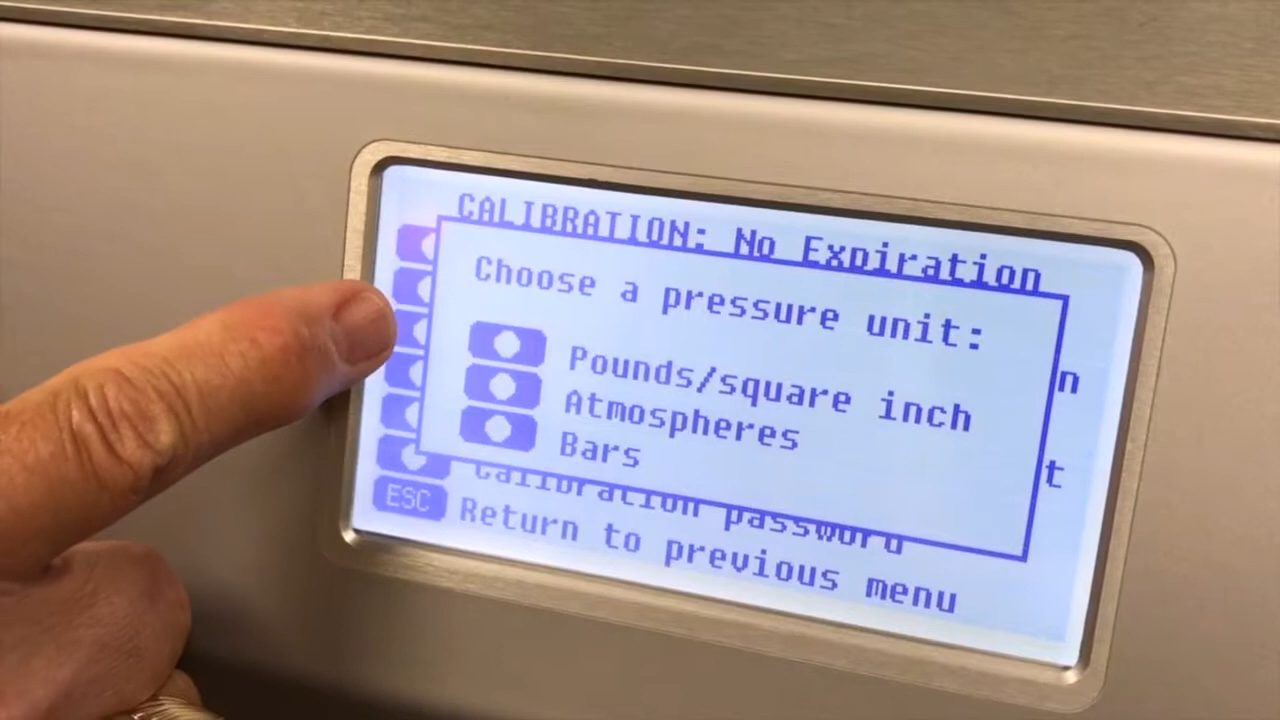 CALIBRATION: No Expiration
Choose a pressure unit:
Pounds/square inch
n
Atmospheres
Bars
t
Calibration password
ESC Return to previous menu